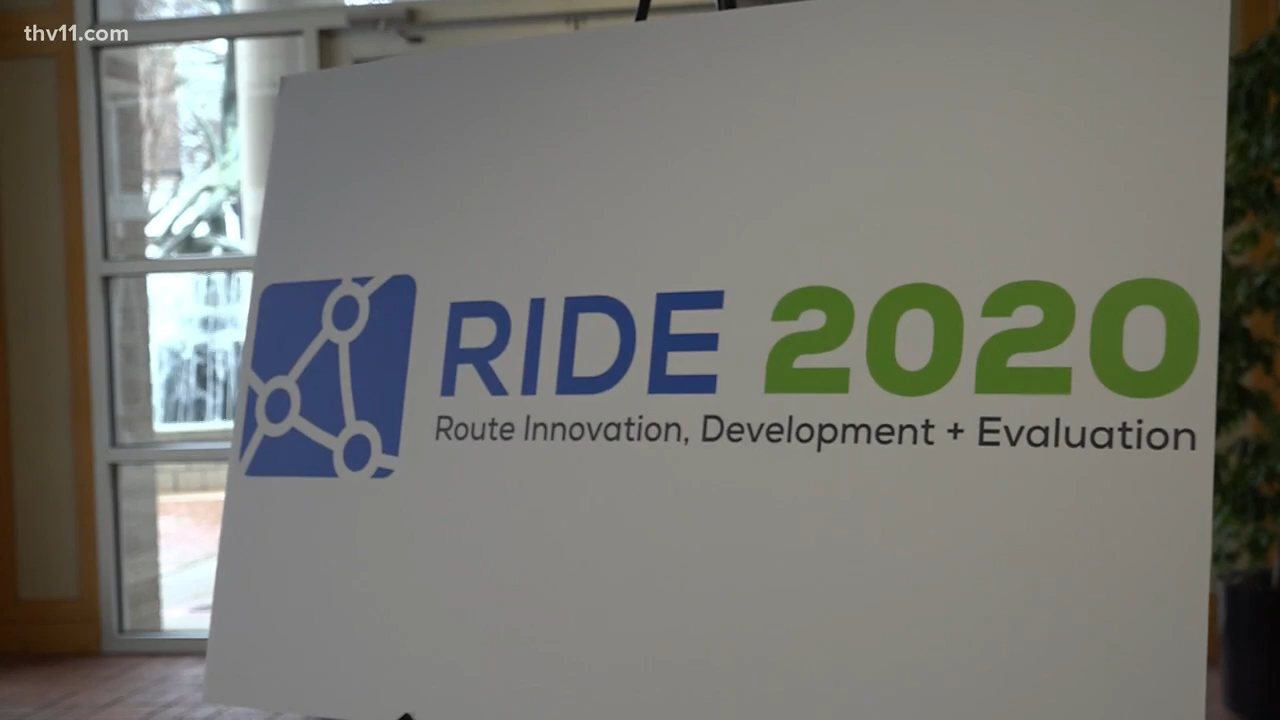 thv11.com
RIDE 2020
Route Innovation, Development + Evaluation